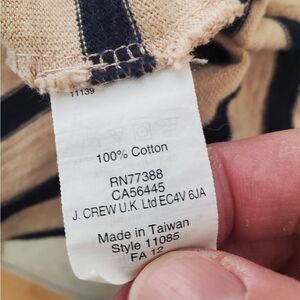 11139
100% Cotton
RN77388
CA56445
J. CREW U.K. Ltd EC4V 6JA
Made in Taiwan
Style 11085
FA 12